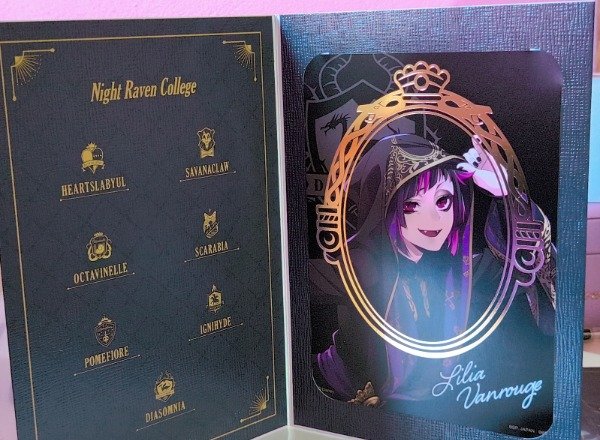 Night Raven College
HEARTSLABYUL
SAVANACLAW
OCTAVINELLE
SCARABIA
POMEFIORE
IGNIHYDE
DIASOMNIA
Lilia
Vanrouge